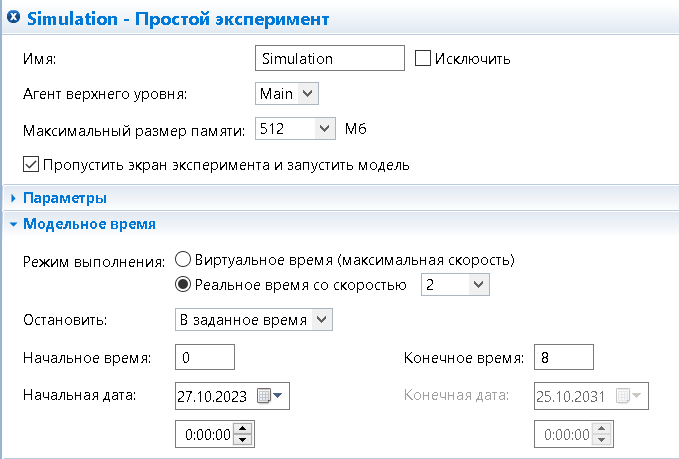 Simulation - Простой эксперимент
Имя: Simulation Исключить
Агент верхнего уровня: Main
Максимальный размер памяти: 512 Мб
Пропустить экран эксперимента и запустить модель
Параметры
Модельное время
Режим выполнения: Виртуальное время (максимальная скорость)
Реальное время со скоростью 2
Остановить: В заданное время
Начальное время: 0 Конечное время: 8
Начальная дата: 27.10.2023 Конечная дата: 25.10.2031
0:00:00 0:00:00